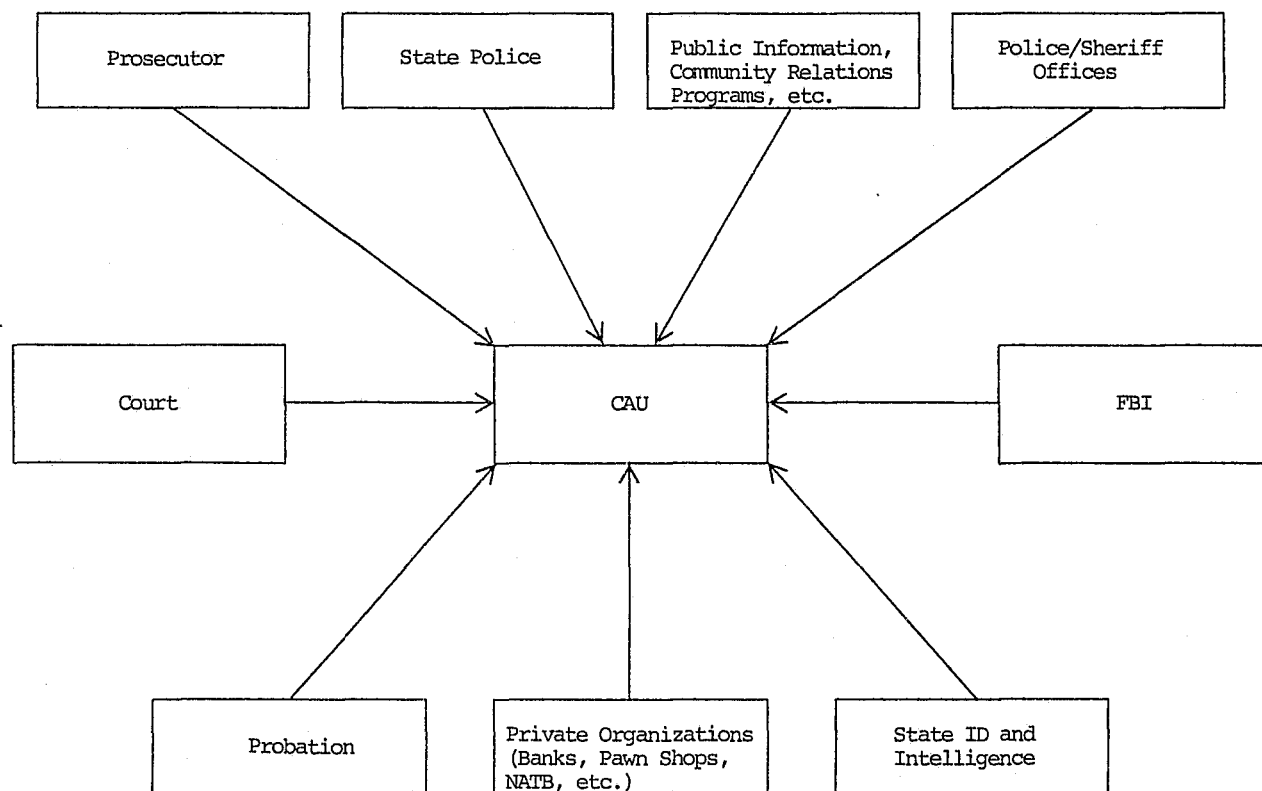 Prosecutor
State Police
Public Information,
Community Relations
Programs, etc.
Police/Sheriff
Offices
Court
CAU
FBI
Probation
Private Organizations
(Banks, Pawn Shops,
NATB, etc.)
State ID and
Intelligence